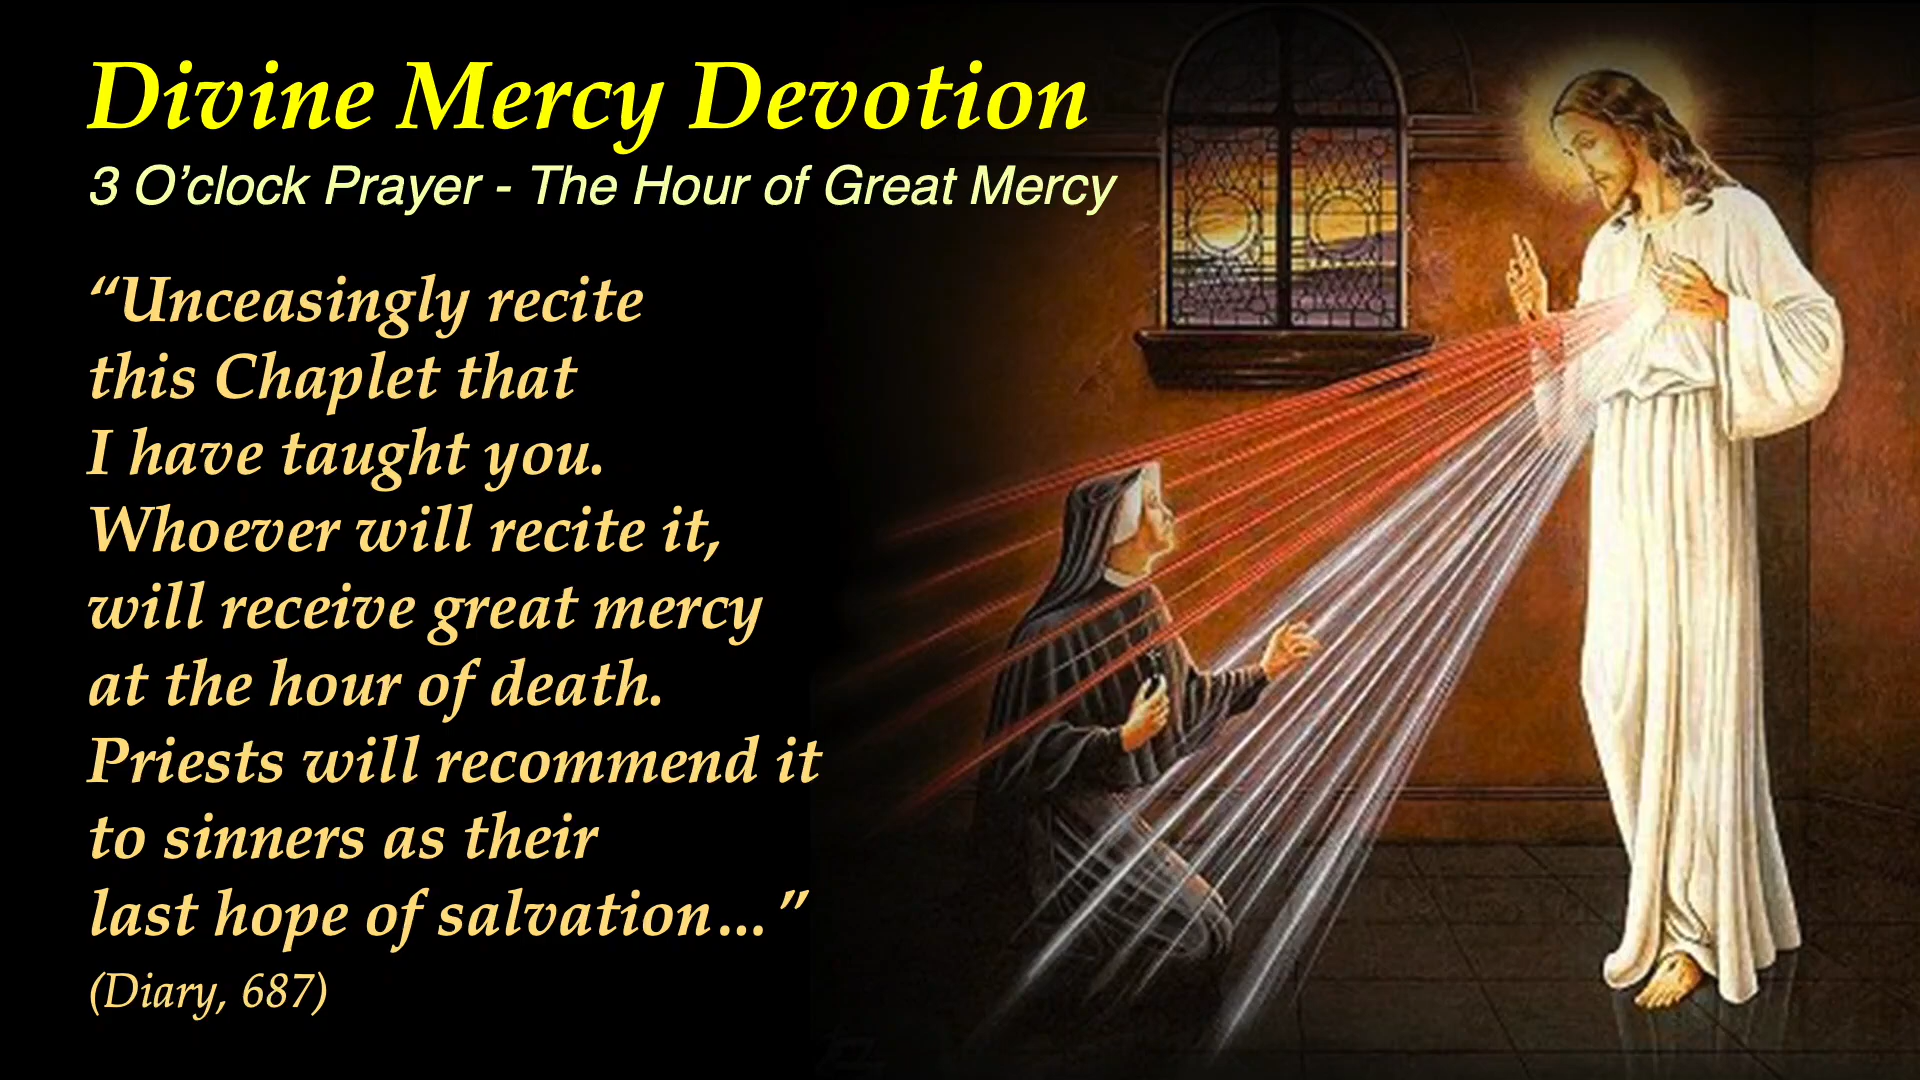 Divine Mercy Devotion
3 O’clock Prayer - The Hour of Great Mercy
“Unceasingly recite
this Chaplet that
I have taught you.
Whoever will recite it,
will receive great mercy
at the hour of death.
Priests will recommend it
to sinners as their
last hope of salvation...”
(Diary, 687)